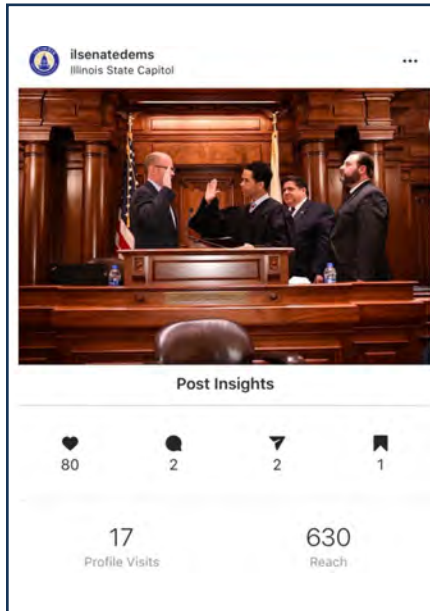 ilsenatedems
Illinois State Capitol
Post Insights
80 2 2 1
17 630
Profile Visits Reach